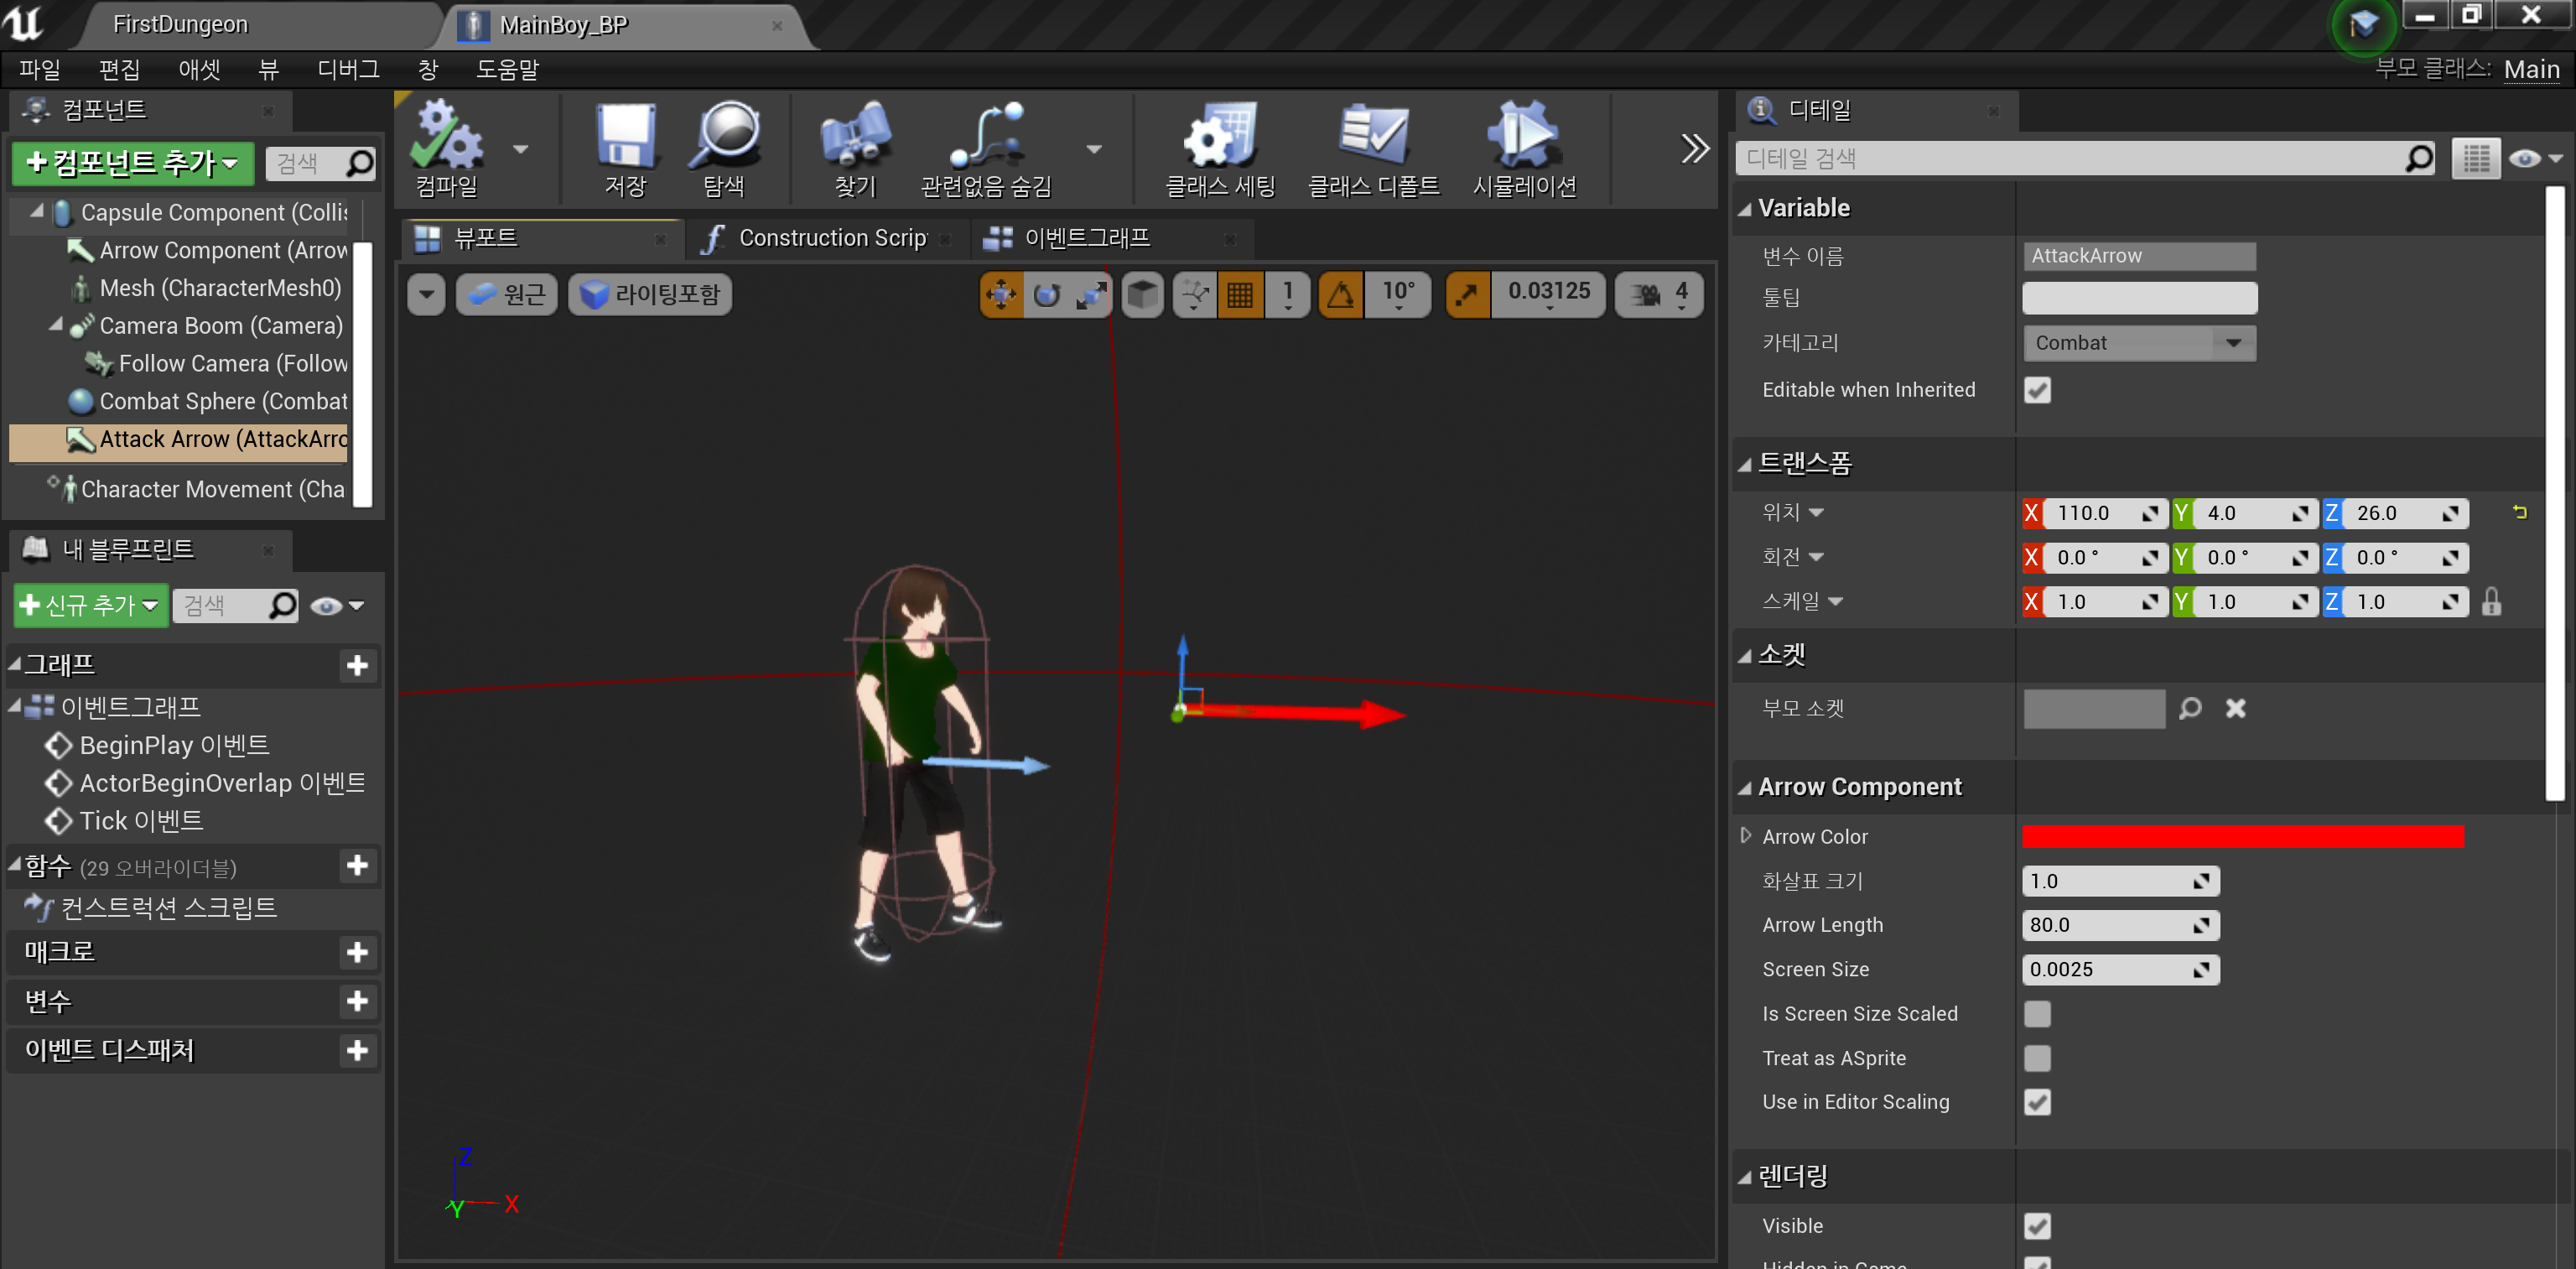 FirstDungeon
MainBoy_BP
파일 편집 애셋 뷰 디버그 창 도움말
부모 클래스: Main
컴포넌트
+컴포넌트 추가
검색
Capsule Component (Collis
Arrow Component (Arrow
Mesh (CharacterMesh0)
Camera Boom (Camera)
Follow Camera (Follow
Combat Sphere (Combat
Attack Arrow (AttackArro
Character Movement (Cha
내 블루프린트
+신규 추가
검색
그래프
이벤트그래프
BeginPlay 이벤트
ActorBeginOverlap 이벤트
Tick 이벤트
함수 (29 오버라이더블)
컨스트럭션 스크립트
매크로
변수
이벤트 디스패처
컴파일
저장
탐색
찾기
관련없음 숨김
클래스 세팅
클래스 디폴트
시뮬레이션
뷰포트
Construction Scrip
이벤트그래프
원근
라이팅포함
1
10°
0.03125
4
Z
Y
X
디테일
디테일 검색
Variable
변수 이름 AttackArrow
툴팁
카테고리 Combat
Editable when Inherited
트랜스폼
위치 X 110.0 Y 4.0 Z 26.0
회전 X 0.0 ° Y 0.0 ° Z 0.0 °
스케일 X 1.0 Y 1.0 Z 1.0
소켓
부모 소켓
Arrow Component
Arrow Color
화살표 크기 1.0
Arrow Length 80.0
Screen Size 0.0025
Is Screen Size Scaled
Treat as ASprite
Use in Editor Scaling
렌더링
Visible
Hidden in Game